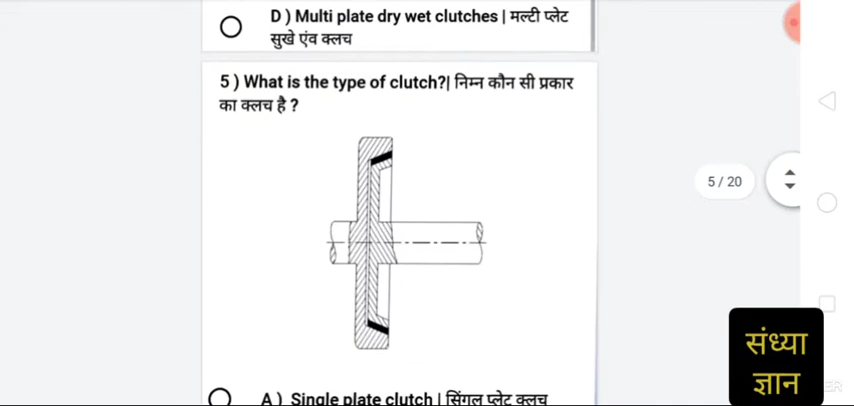 D ) Multi plate dry wet clutches | मल्टी प्लेट
सुखे एंव क्लच
5 ) What is the type of clutch?| निम्न कौन सी प्रकार
का क्लच है ?
5 / 20
संध्या
ज्ञान
A ) Single plate clutch | सिंगल प्लेट क्लच